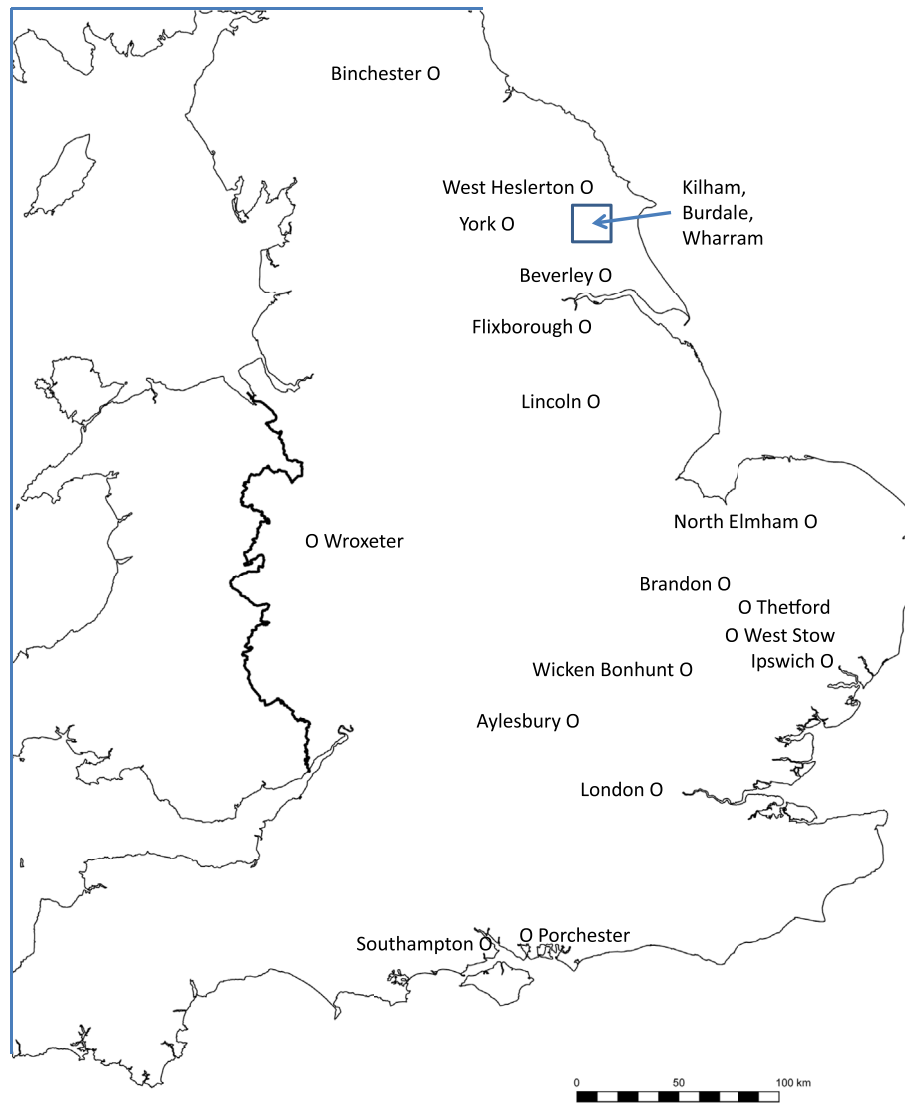 Binchester O
West Heslerton O
Kilham,
Burdale,
Wharram
York O
Beverley O
Flixborough O
Lincoln O
North Elmham O
O Wroxeter
Brandon O
O Thetford
O West Stow
Ipswich O
Wicken Bonhunt O
Aylesbury O
London O
O Porchester
Southampton O
0 50 100 km